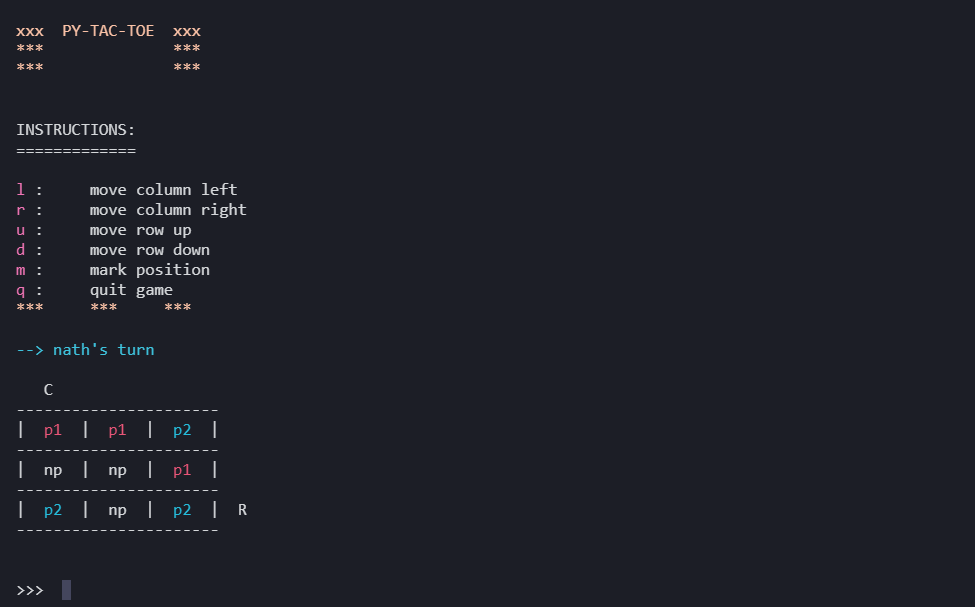 xxx  PY-TAC-TOE  xxx
***              ***
***              ***
INSTRUCTIONS:
=============
l :     move column left
r :     move column right
u :     move row up
d :     move row down
m :     mark position
q :     quit game
***     ***     ***
--> nath's turn
   C
----------------------
|  p1  |  p1  |  p2  |
----------------------
|  np  |  np  |  p1  |
----------------------
|  p2  |  np  |  p2  |  R
----------------------
>>>